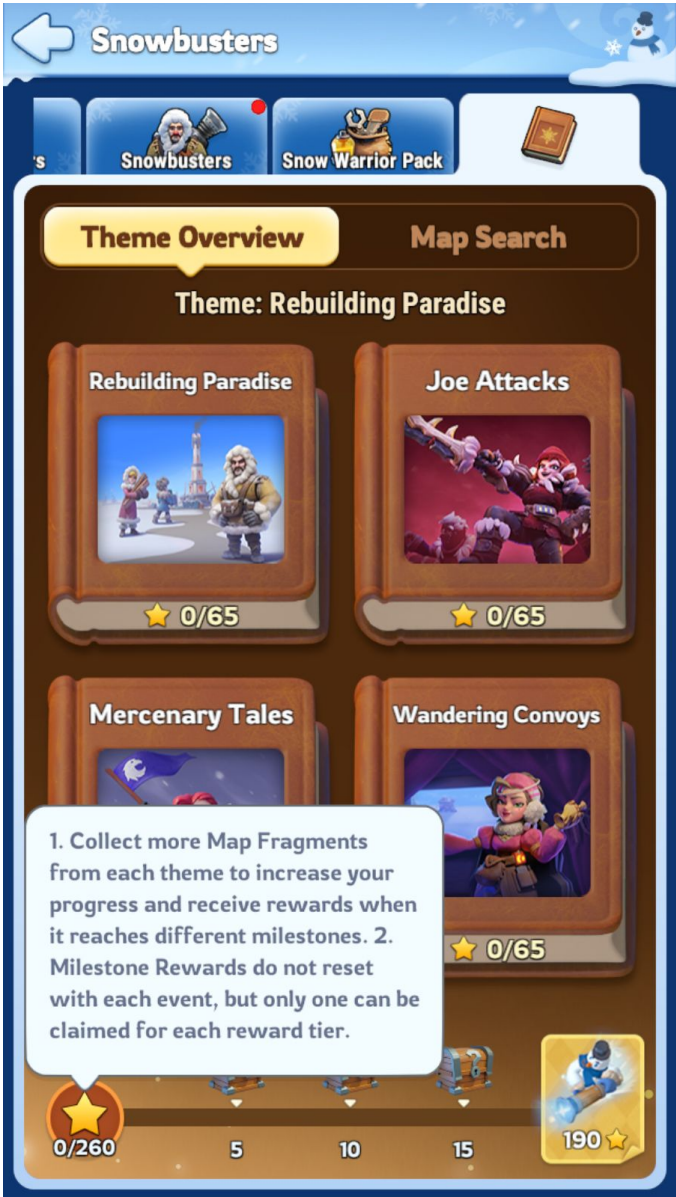 Snowbusters
rs
Snowbusters
Snow Warrior Pack
Theme Overview
Map Search
Theme: Rebuilding Paradise
Rebuilding Paradise
Joe Attacks
0/65
0/65
Mercenary Tales
Wandering Convoys
1. Collect more Map Fragments
from each theme to increase your
progress and receive rewards when
it reaches different milestones. 2.
Milestone Rewards do not reset
with each event, but only one can be
claimed for each reward tier.
0/65
0/260
5
10
15
190